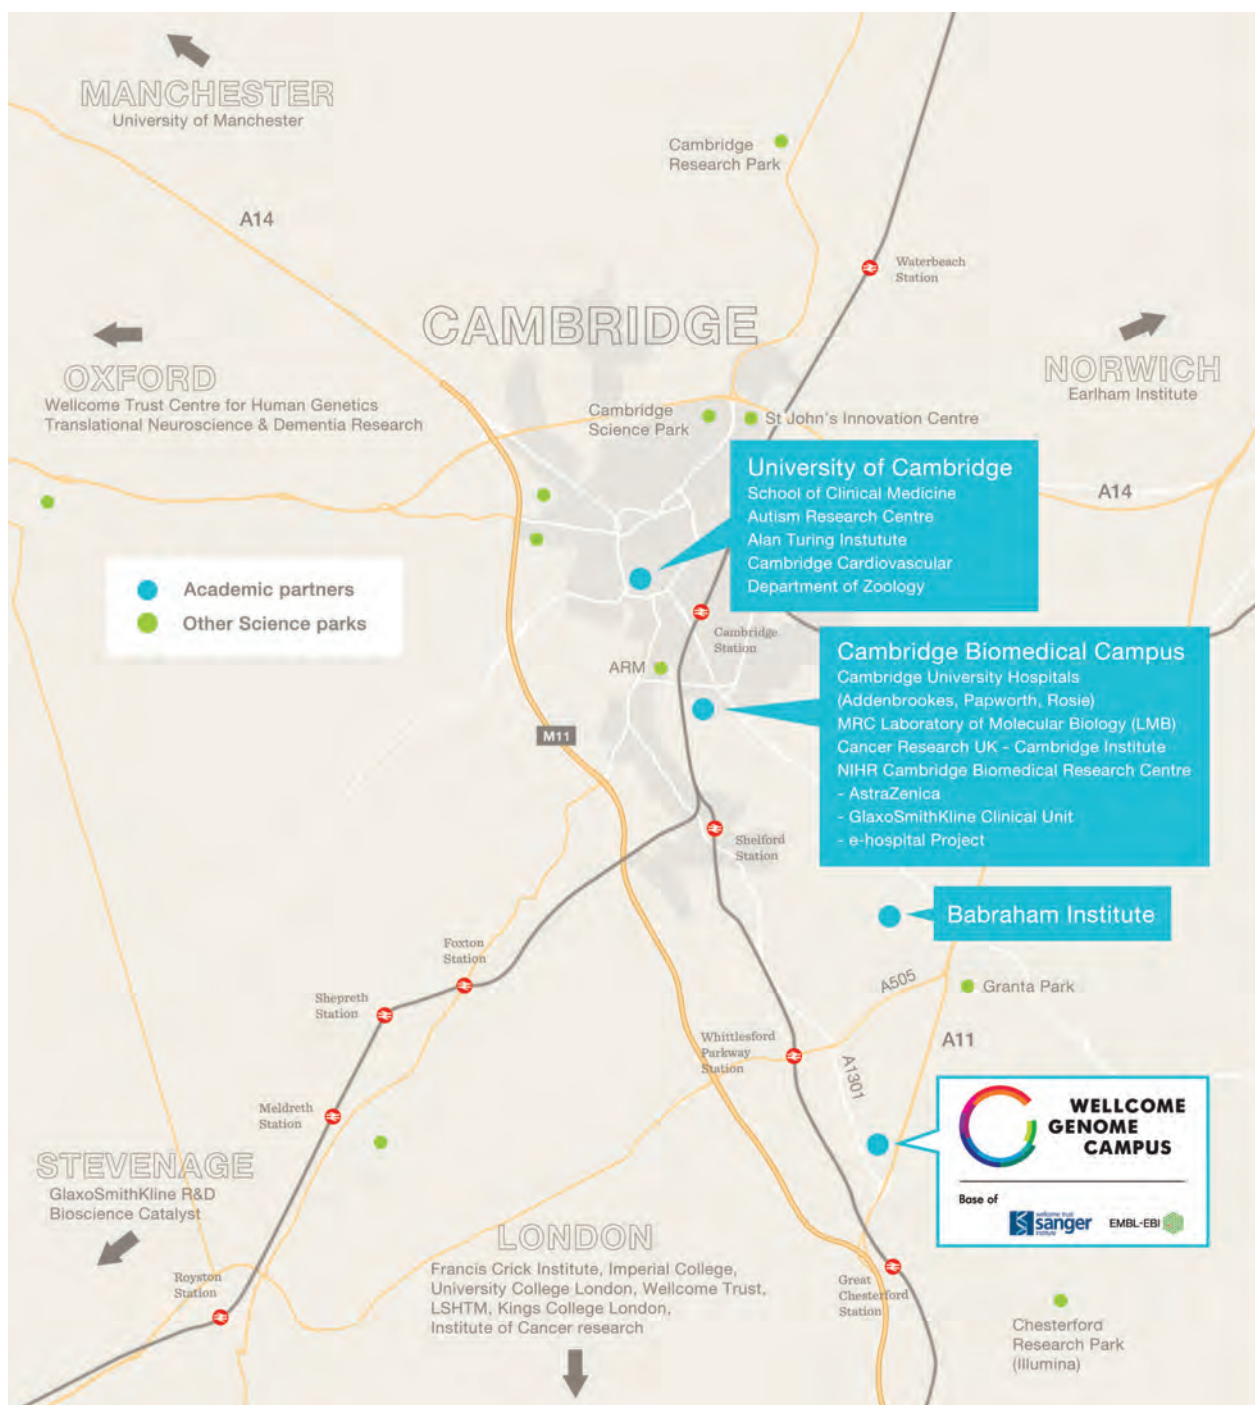 MANCHESTER
University of Manchester
Cambridge
Research Park
A14
Waterbeach
Station
CAMBRIDGE
OXFORD
Wellcome Trust Centre for Human Genetics
Translational Neuroscience & Dementia Research
NORWICH
Earlham Institute
Cambridge
Science Park
St John's Innovation Centre
University of Cambridge
School of Clinical Medicine
Autism Research Centre
Alan Turing Instutute
Cambridge Cardiovascular
Department of Zoology
A14
Academic partners
Other Science parks
Cambridge
Station
ARM
Cambridge Biomedical Campus
Cambridge University Hospitals
(Addenbrookes, Papworth, Rosie)
MRC Laboratory of Molecular Biology (LMB)
Cancer Research UK - Cambridge Institute
NIHR Cambridge Biomedical Research Centre
- AstraZenica
- GlaxoSmithKline Clinical Unit
- e-hospital Project
M11
Shelford
Station
Babraham Institute
Foxton
Station
A505
Granta Park
Shepreth
Station
Whittlesford
Parkway
Station
A11
A1301
Meldreth
Station
WELLCOME
GENOME
CAMPUS
Base of
wellcome trust
sanger
institute
EMBL-EBI
STEVENAGE
GlaxoSmithKline R&D
Bioscience Catalyst
LONDON
Francis Crick Institute, Imperial College,
University College London, Wellcome Trust,
LSHTM, Kings College London,
Institute of Cancer research
Royston
Station
Great
Chesterford
Station
Chesterford
Research Park
(Illumina)